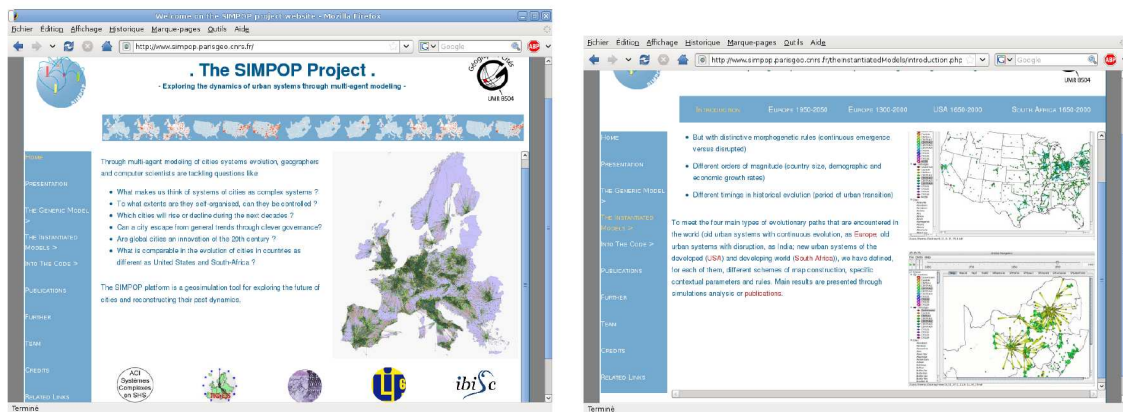 Welcome on the SIMPOP project website - Mozilla Firefox
Fichier Édition Affichage Historique Marque-pages Outils Aide
http://www.simpop.parisgeo.cnrs.fr/
Google
ABP
. The SIMPOP Project .
- Exploring the dynamics of urban systems through multi-agent modeling -
UMR 8504
HOME
PRESENTATION
THE GENERIC MODEL
>
THE INSTANTIATED
MODELS >
INTO THE CODE >
PUBLICATIONS
FURTHER
TEAM
CREDITS
RELATED LINKS
Through multi-agent modeling of cities systems evolution, geographers
and computer scientists are tackling questions like
• What makes us think of systems of cities as complex systems ?
• To what extents are they self-organised, can they be controlled ?
• Which cities will rise or decline during the next decades ?
• Can a city escape from general trends through clever governance?
• Are global cities an innovation of the 20th century ?
• What is comparable in the evolution of cities in countries as
different as United States and South-Africa ?
The SIMPOP platform is a geosimulation tool for exploring the future of
cities and reconstructing their past dynamics.
ACI
Systèmes
Complexes
en SHS
ibiSc
Terminé
Fichier Édition Affichage Historique Marque-pages Outils Aide
http://www.simpop.parisgeo.cnrs.fr/theInstantiatedModels/introduction.php
Google
UMR 8504
INTRODUCTION EUROPE 1950-2050 EUROPE 1300-2000 USA 1650-2000 SOUTH AFRICA 1650-2000
HOME
PRESENTATION
THE GENERIC MODEL
>
THE INSTANTIATED
MODELS >
INTO THE CODE >
PUBLICATIONS
FURTHER
TEAM
CREDITS
RELATED LINKS
• But with distinctive morphogenetic rules (continuous emergence
versus disrupted)
• Different orders of magnitude (country size, demographic and
economic growth rates)
• Different timings in historical evolution (period of urban transition)
To meet the four main types of evolutionary paths that are encountered in
the world (old urban systems with continuous evolution, as Europe; old
urban systems with disruption, as India; new urban systems of the
developed (USA) and developing world (South Africa)), we have defined,
for each of them, different schemes of map construction, specific
contextual parameters and rules. Main results are presented through
simulations analysis or publications.
Terminé